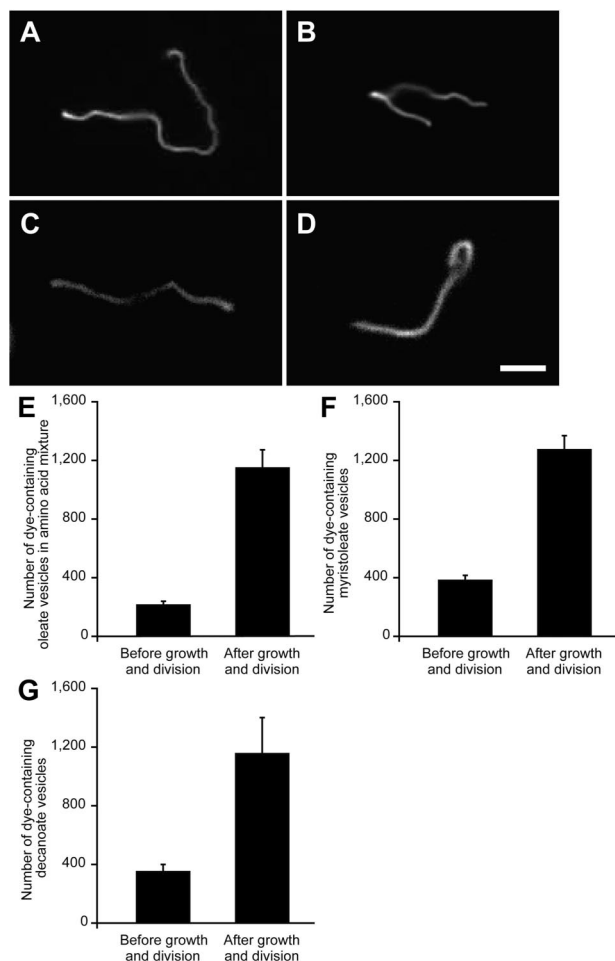 A
B
C
D
E
Number of dye-containing
oleate vesicles in amino acid mixture
1,600
1,200
800
400
0
Before growth
and division
After growth
and division
F
Number of dye-containing
myristoleate vesicles
1,600
1,200
800
400
0
Before growth
and division
After growth
and division
G
Number of dye-containing
decanoate vesicles
1,600
1,200
800
400
0
Before growth
and division
After growth
and division